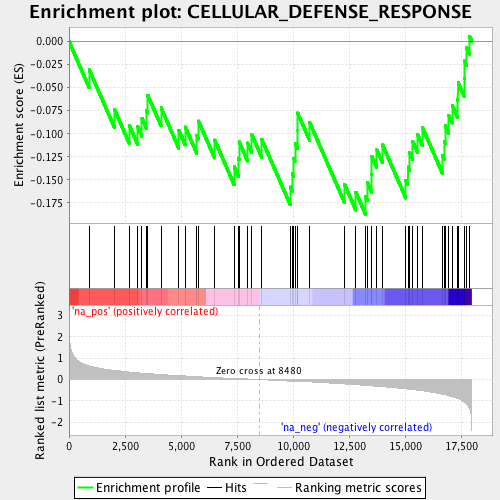 Enrichment plot: CELLULAR_DEFENSE_RESPONSE
Enrichment score (ES)
0.000
-0.025
-0.050
-0.075
-0.100
-0.125
-0.150
-0.175
'na_pos' (positively correlated)
Ranked list metric (PreRanked)
3
2
1
0
-1
-2
Zero cross at 8480
'na_neg' (negatively correlated)
0
2,500
5,000
7,500
10,000
12,500
15,000
17,500
Rank in Ordered Dataset
Enrichment profile
Hits
Ranking metric scores